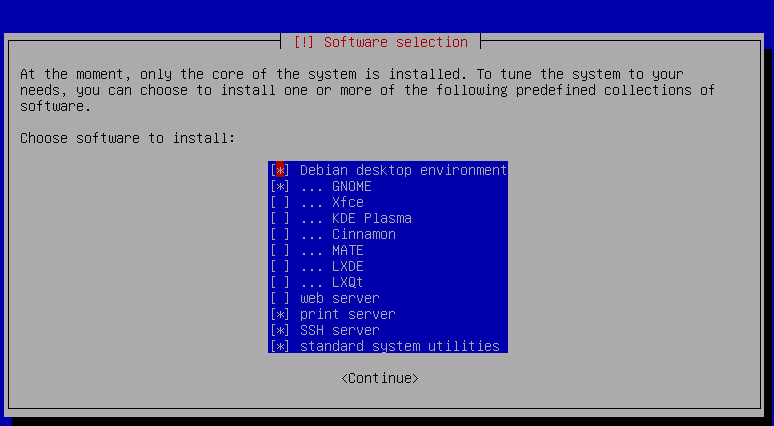 [!] Software selection
At the moment, only the core of the system is installed. To tune the system to your
needs, you can choose to install one or more of the following predefined collections of
software.
Choose software to install:
[*] Debian desktop environment
[*] ... GNOME
[ ] ... Xfce
[ ] ... KDE Plasma
[ ] ... Cinnamon
[ ] ... MATE
[ ] ... LXDE
[ ] ... LXQt
[ ] web server
[*] print server
[*] SSH server
[*] standard system utilities
<Continue>